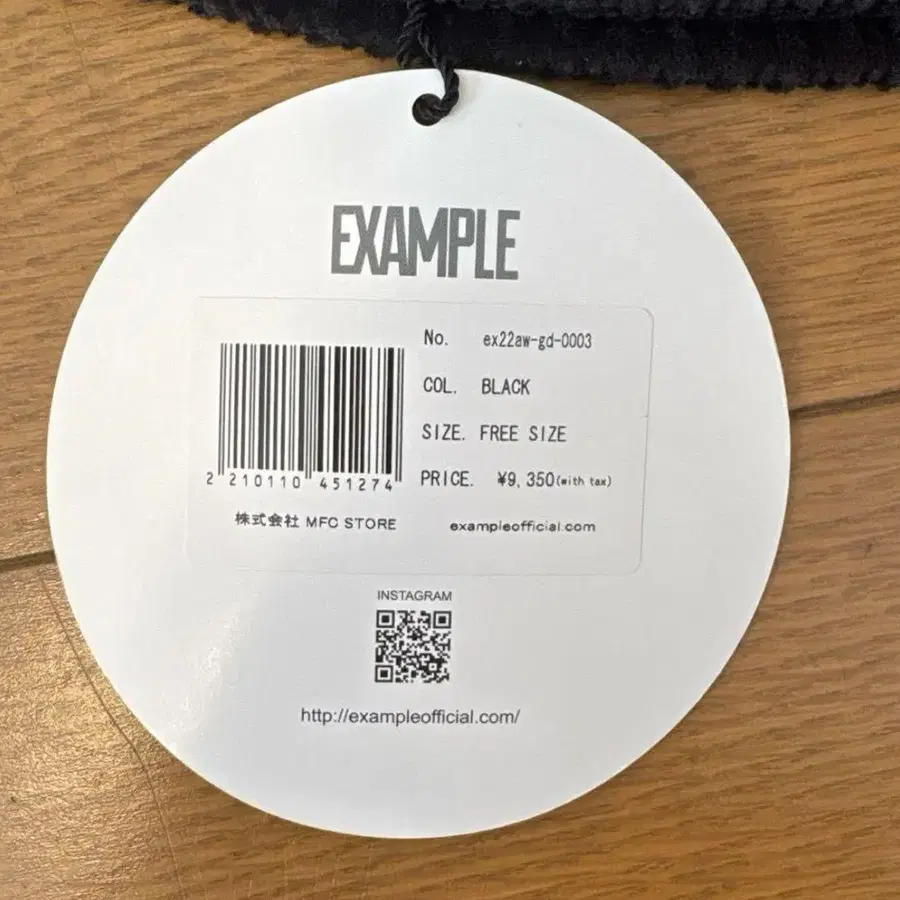 EXAMPLE
No. ex22aw-gd-0003
COL. BLACK
SIZE. FREE SIZE
PRICE. ¥9,350(with tax)
2 210110 451274
株式会社 MFC STORE
exampleofficial.com
INSTAGRAM
http://exampleofficial.com/